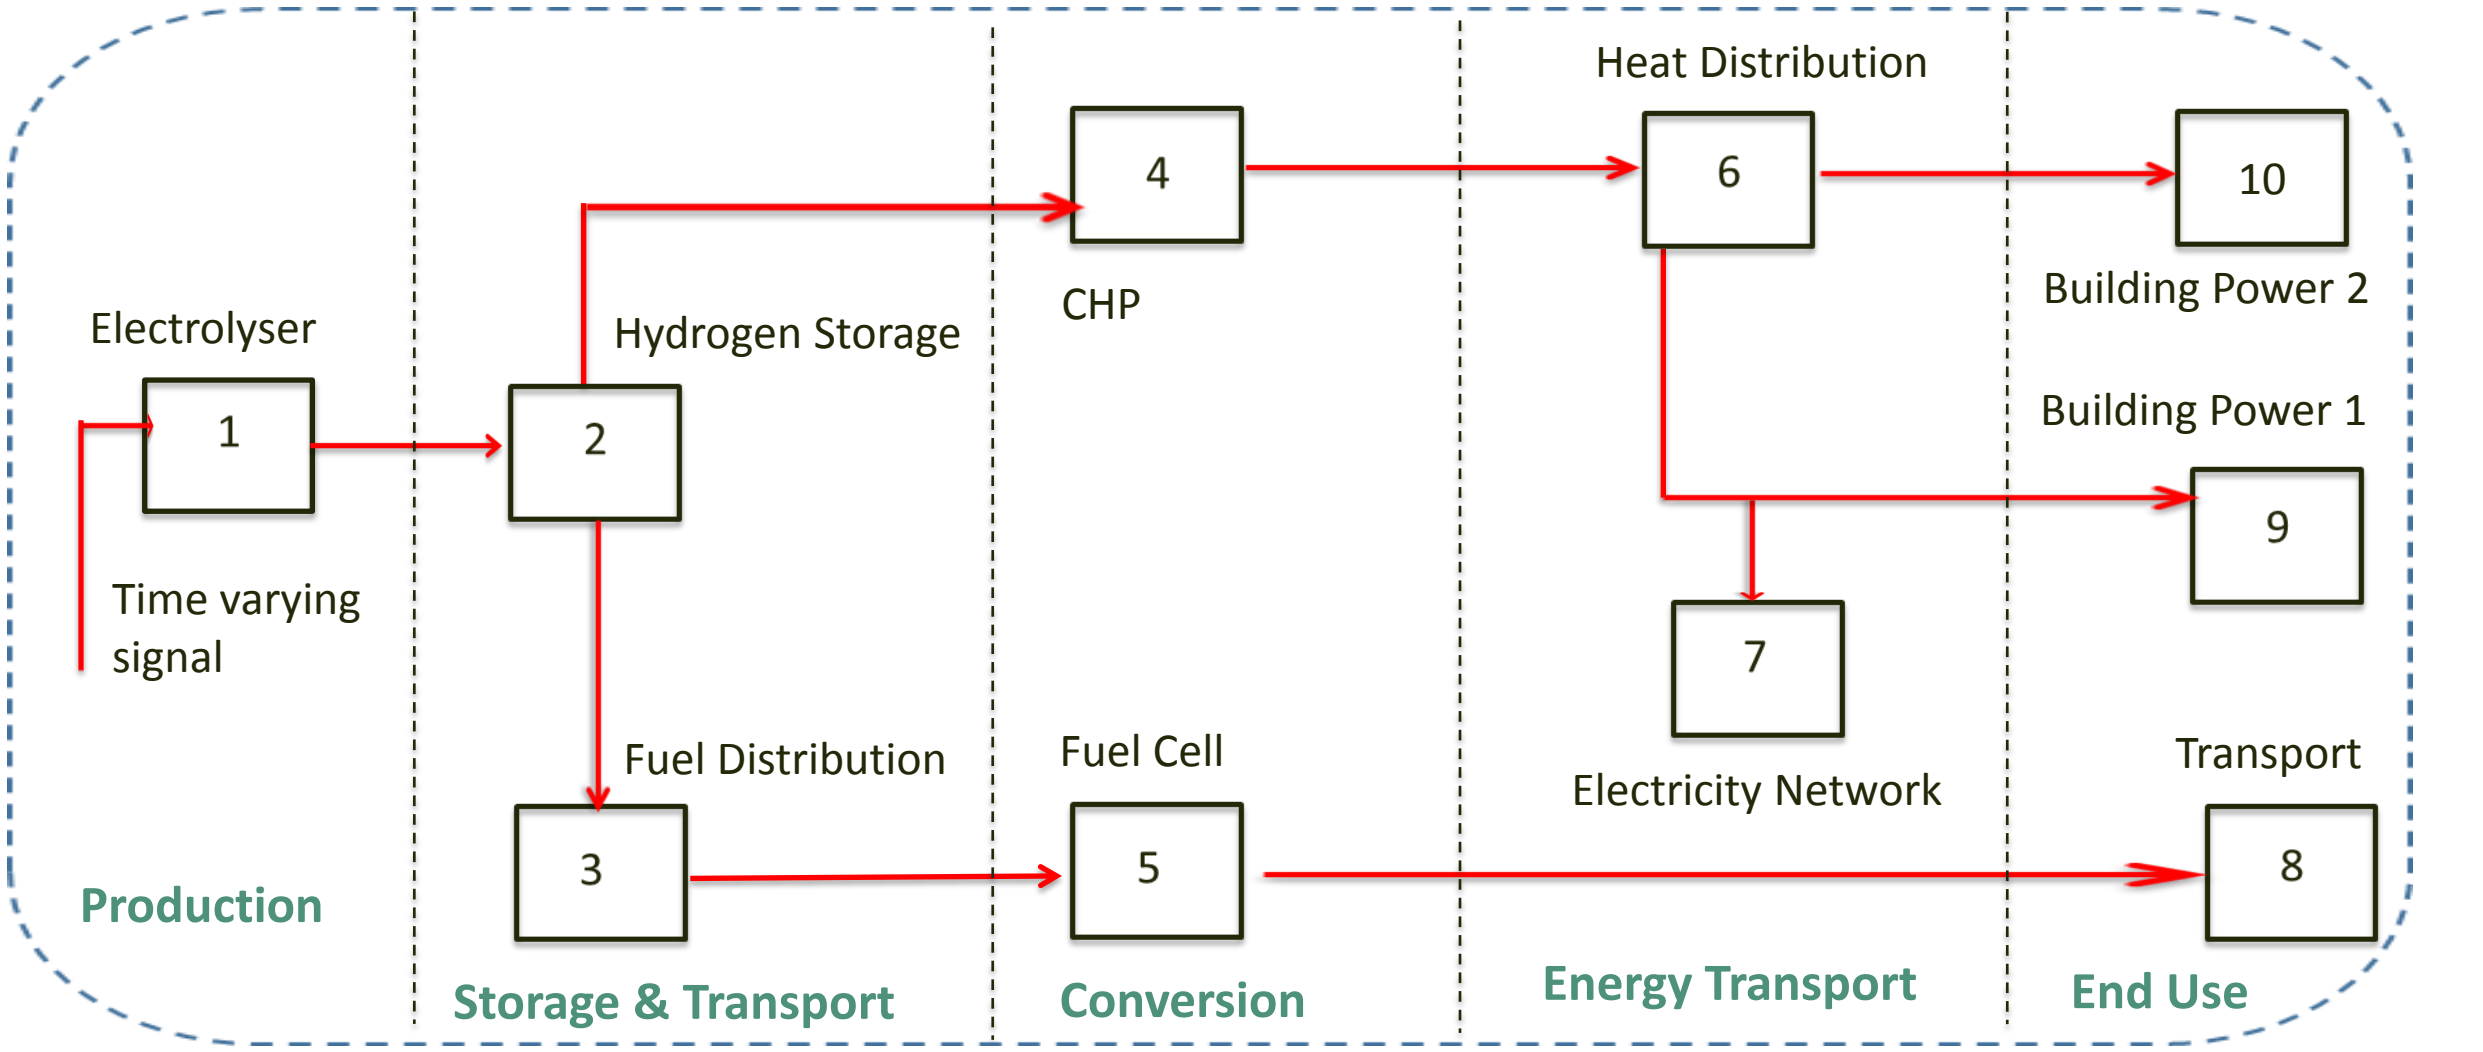 Heat Distribution
4
6
10
CHP
Building Power 2
Electrolyser
Hydrogen Storage
Building Power 1
1
2
9
Time varying
signal
7
Fuel Distribution
Fuel Cell
Transport
Electricity Network
3
5
8
Production
Storage & Transport
Conversion
Energy Transport
End Use